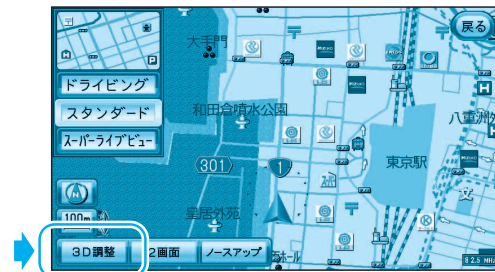 大手門
戻る
ドライビング
スタンダード
スーパーライブビュー
和田倉噴水公園
八重洲
301
1
東京駅
皇居外苑
100m
3D調整
2画面
ノースアップ